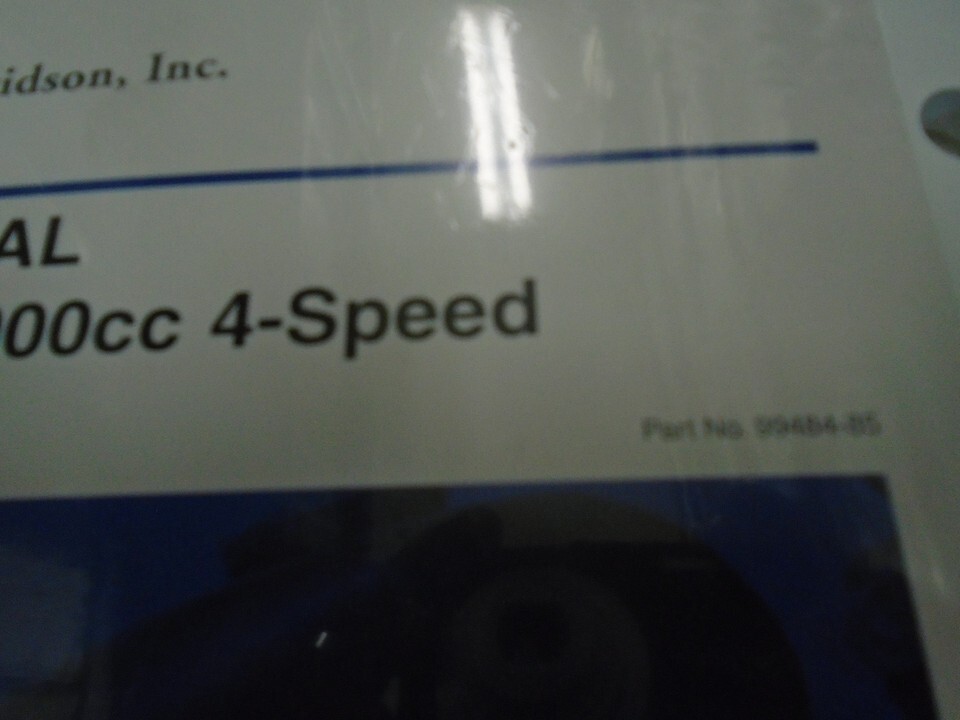 idson, Inc.
AL
000cc 4-Speed
Part No. 99484-85